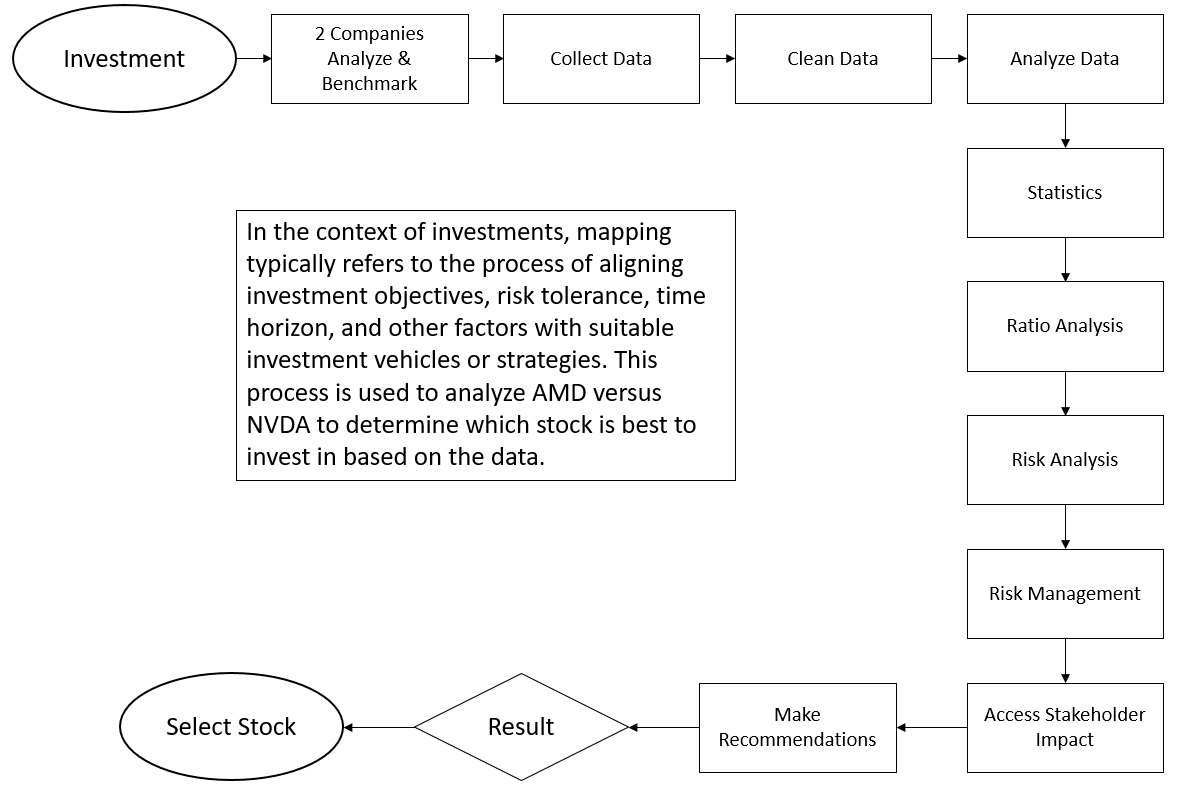 Investment
2 Companies
Analyze &
Benchmark
Collect Data
Clean Data
Analyze Data
Statistics
In the context of investments, mapping
typically refers to the process of aligning
investment objectives, risk tolerance, time
horizon, and other factors with suitable
investment vehicles or strategies. This
process is used to analyze AMD versus
NVDA to determine which stock is best to
invest in based on the data.
Ratio Analysis
Risk Analysis
Risk Management
Access Stakeholder
Impact
Make
Recommendations
Result
Select Stock